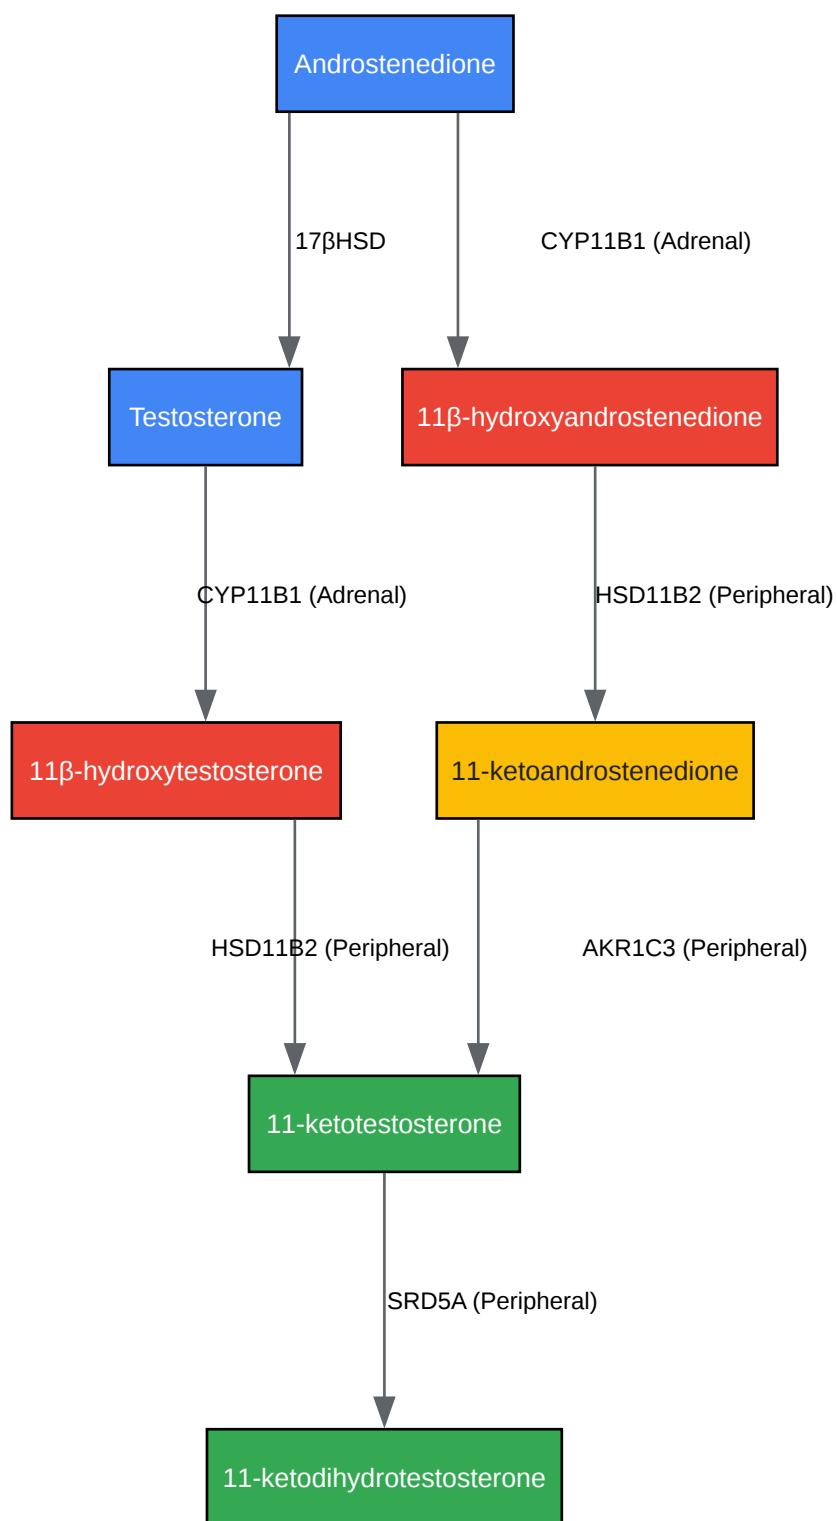 Androstenedione
17βHSD
CYP11B1 (Adrenal)
Testosterone
11β-hydroxyandrostenedione
CYP11B1 (Adrenal)
HSD11B2 (Peripheral)
11β-hydroxytestosterone
11-ketoandrostenedione
HSD11B2 (Peripheral)
AKR1C3 (Peripheral)
11-ketotestosterone
SRD5A (Peripheral)
11-ketodihydrotestosterone